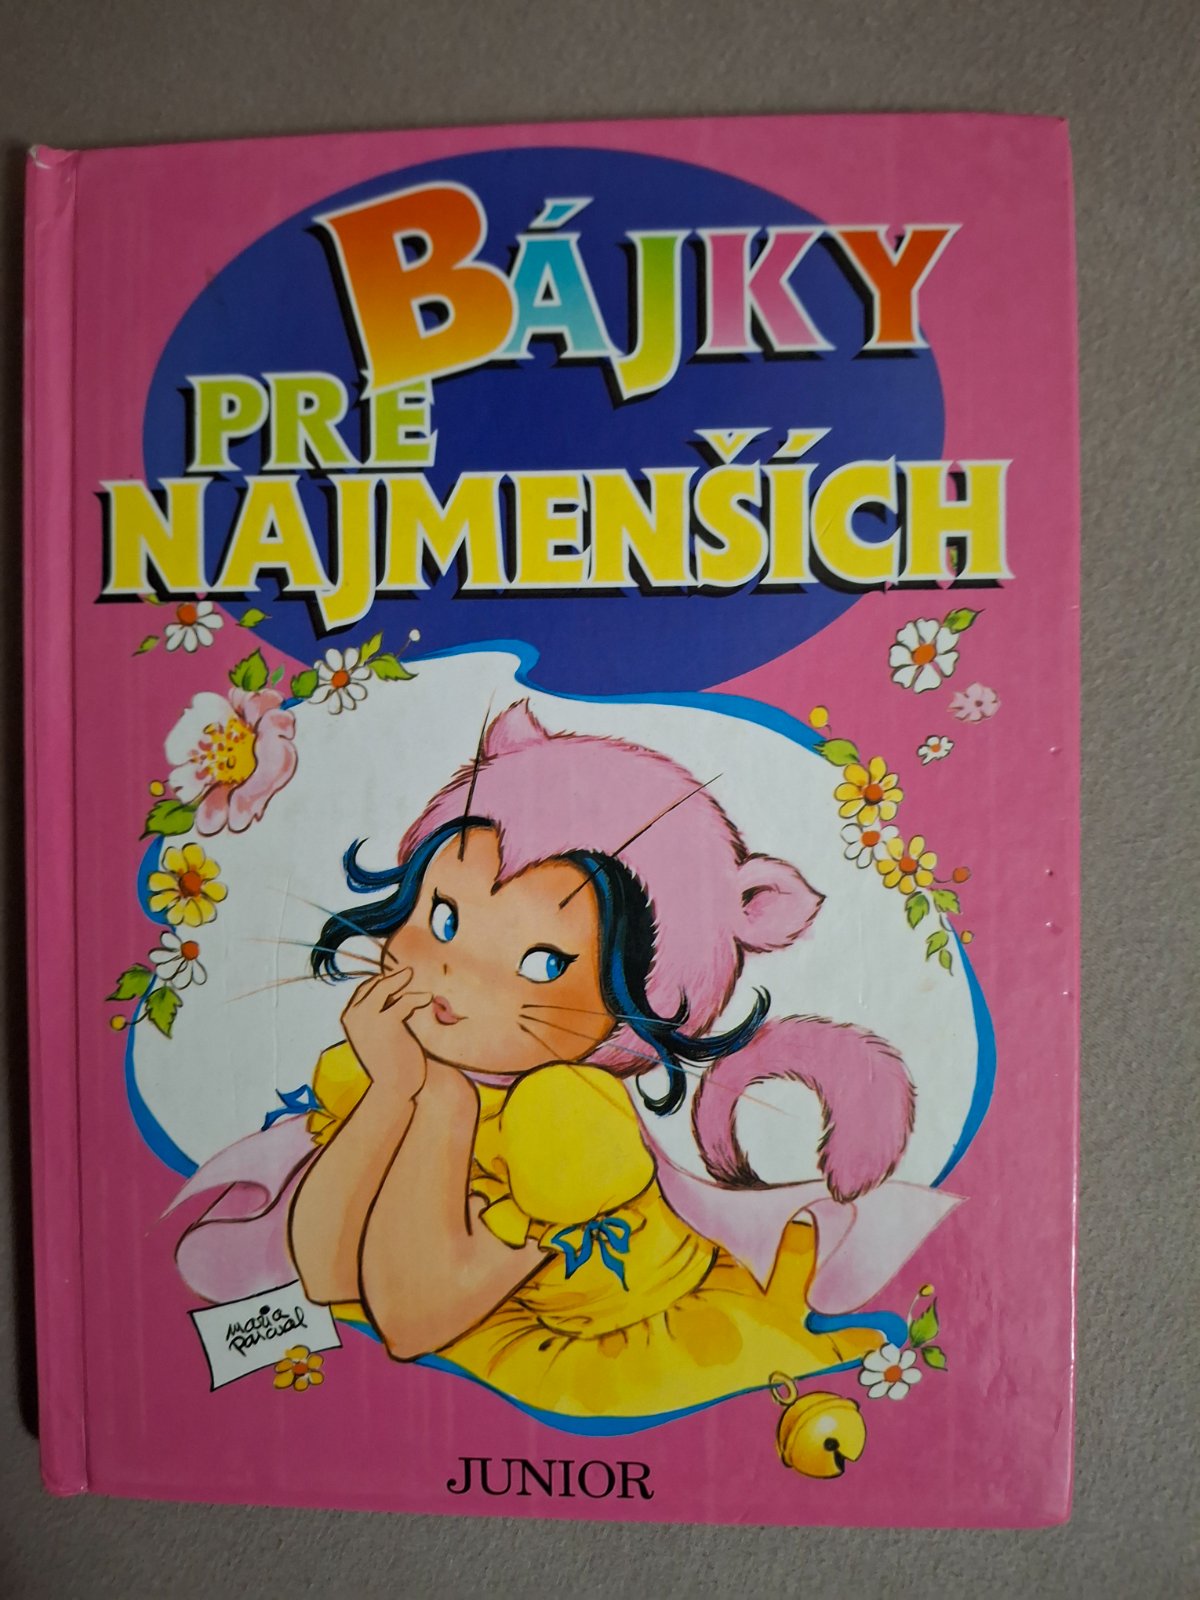 BÁJKY
PRE
NAJMENŠÍCH
maria
Pascual
JUNIOR